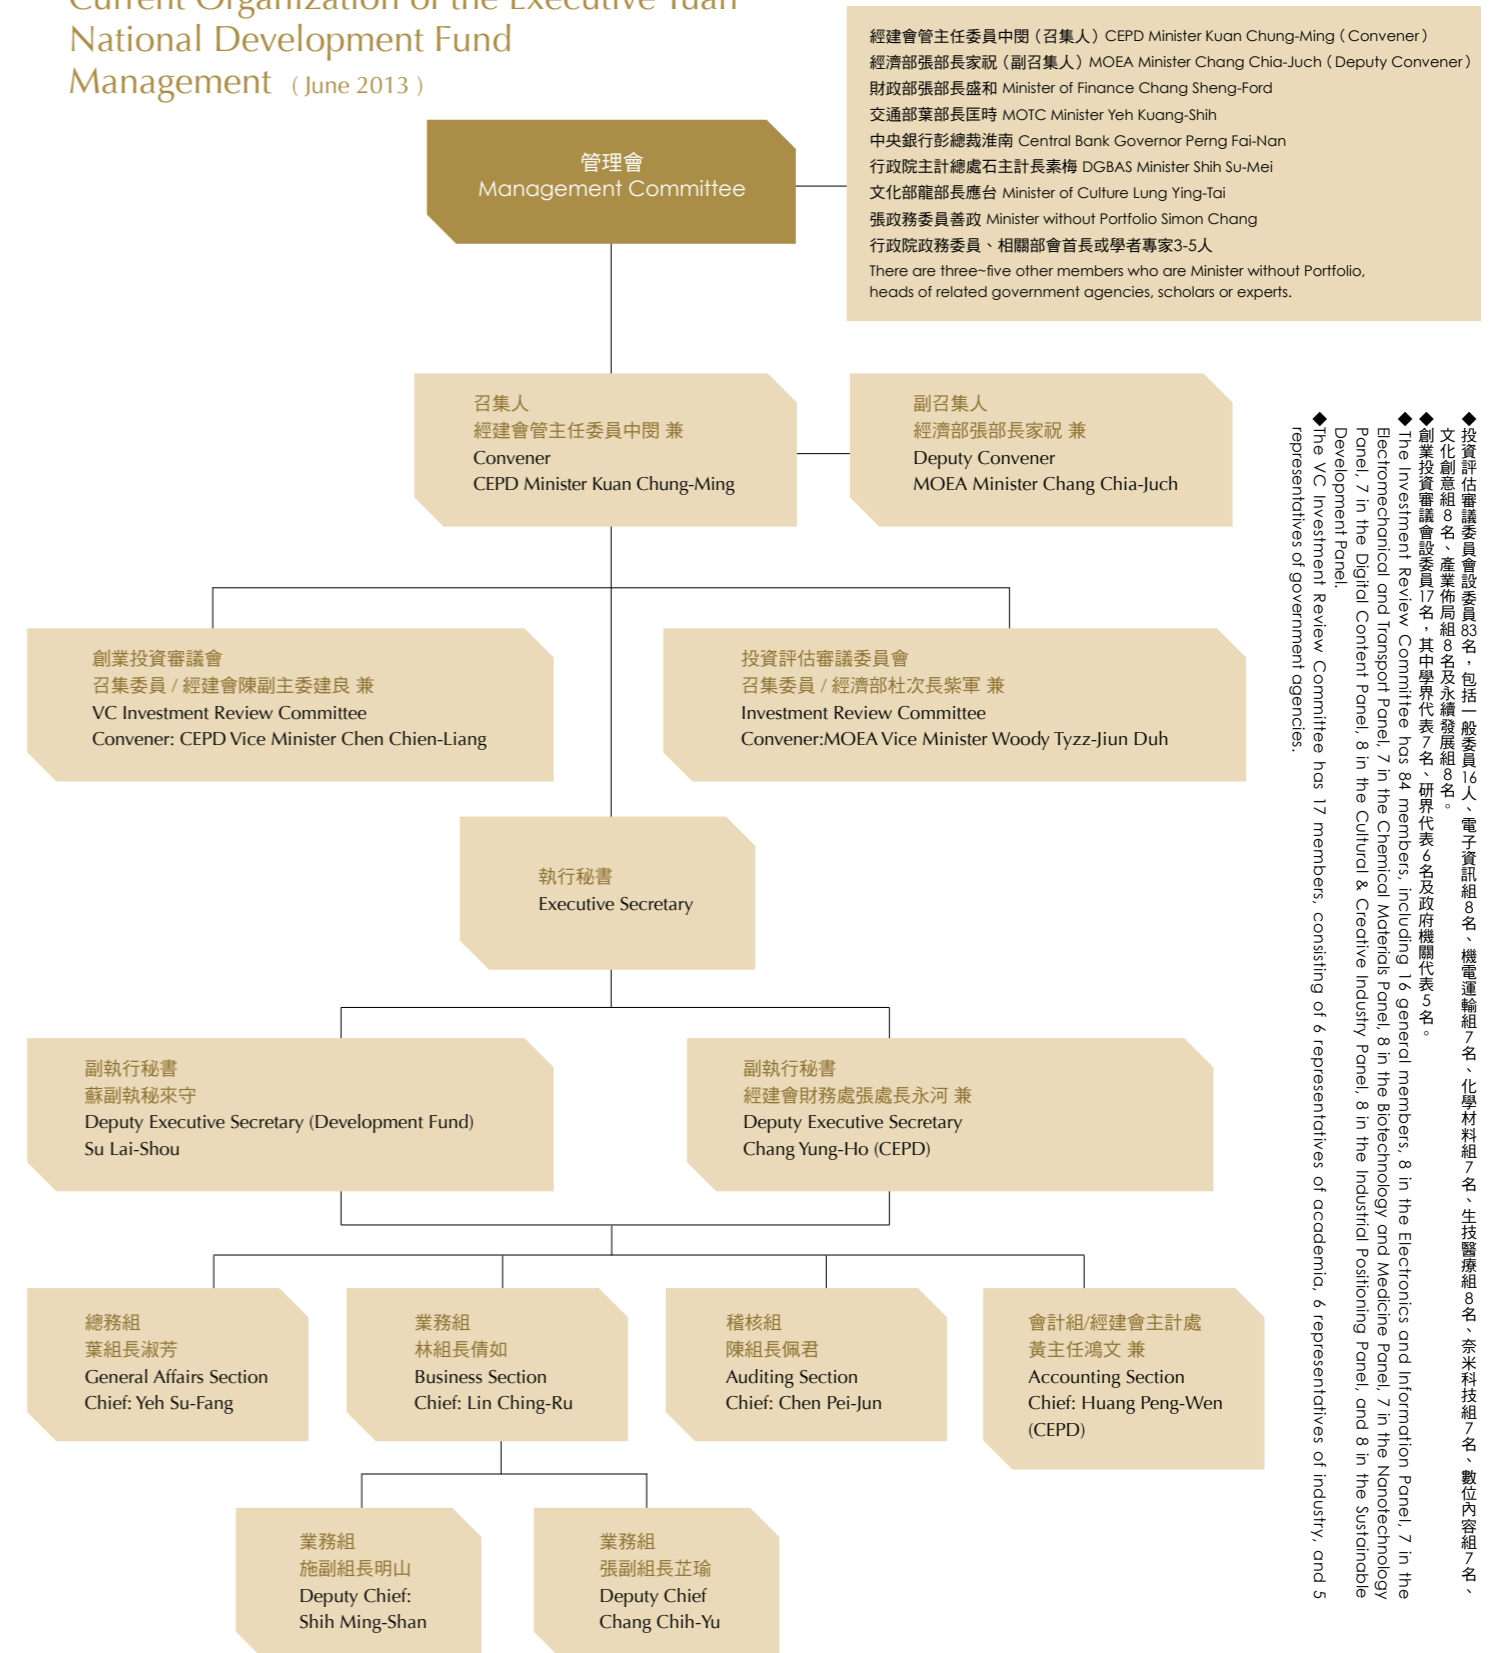 Current Organization of the Executive Yuan
National Development Fund
Management ( June 2013 )
管理會
Management Committee
經建會管主任委員中閔 (召集人) CEPD Minister Kuan Chung-Ming (Convener)
經濟部張部長家祝 (副召集人) MOEA Minister Chang Chia-Juch (Deputy Convener)
財政部張部長盛和 Minister of Finance Chang Sheng-Ford
交通部葉部長匡時 MOTC Minister Yeh Kuang-Shih
中央銀行彭總裁淮南 Central Bank Governor Perng Fai-Nan
行政院主計總處石主計長素梅 DGBAS Minister Shih Su-Mei
文化部龍部長應台 Minister of Culture Lung Ying-Tai
張政務委員善政 Minister without Portfolio Simon Chang
行政院政務委員、相關部會首長或學者專家3-5人
There are three~five other members who are Minister without Portfolio,
heads of related government agencies, scholars or experts.
召集人
經建會管主任委員中閔 兼
Convener
CEPD Minister Kuan Chung-Ming
副召集人
經濟部張部長家祝 兼
Deputy Convener
MOEA Minister Chang Chia-Juch
創業投資審議會
召集委員 / 經建會陳副主委建良 兼
VC Investment Review Committee
Convener: CEPD Vice Minister Chen Chien-Liang
投資評估審議委員會
召集委員 / 經濟部杜次長紫軍 兼
Investment Review Committee
Convener:MOEA Vice Minister Woody Tyzz-Jiun Duh
執行秘書
Executive Secretary
副執行秘書
蘇副執秘來守
Deputy Executive Secretary (Development Fund)
Su Lai-Shou
副執行秘書
經建會財務處張處長永河 兼
Deputy Executive Secretary
Chang Yung-Ho (CEPD)
總務組
葉組長淑芳
General Affairs Section
Chief: Yeh Su-Fang
業務組
林組長倩如
Business Section
Chief: Lin Ching-Ru
稽核組
陳組長佩君
Auditing Section
Chief: Chen Pei-Jun
會計組/經建會主計處
黃主任鴻文 兼
Accounting Section
Chief: Huang Peng-Wen
(CEPD)
業務組
施副組長明山
Deputy Chief:
Shih Ming-Shan
業務組
張副組長芷瑜
Deputy Chief
Chang Chih-Yu
◆投資評估審議委員會設委員83名，包括一般委員16人、電子資訊組8名、機電運輸組7名、化學材料組7名、生技醫療組8名、奈米科技組7名、數位內容組7名、
文化創意組8名、產業佈局組8名及永續發展組8名。
◆創業投資審議會設委員17名，其中學界代表7名、研界代表6名及政府機關代表5名。
◆The Investment Review Committee has 84 members, including 16 general members, 8 in the Electronics and Information Panel, 7 in the
Electromechanical and Transport Panel, 7 in the Chemical Materials Panel, 8 in the Biotechnology and Medicine Panel, 7 in the Nanotechnology
Panel, 7 in the Digital Content Panel, 8 in the Cultural & Creative Industry Panel, 8 in the Industrial Positioning Panel, and 8 in the Sustainable
Development Panel.
◆The VC Investment Review Committee has 17 members, consisting of 6 representatives of academia, 6 representatives of industry, and 5
representatives of government agencies.